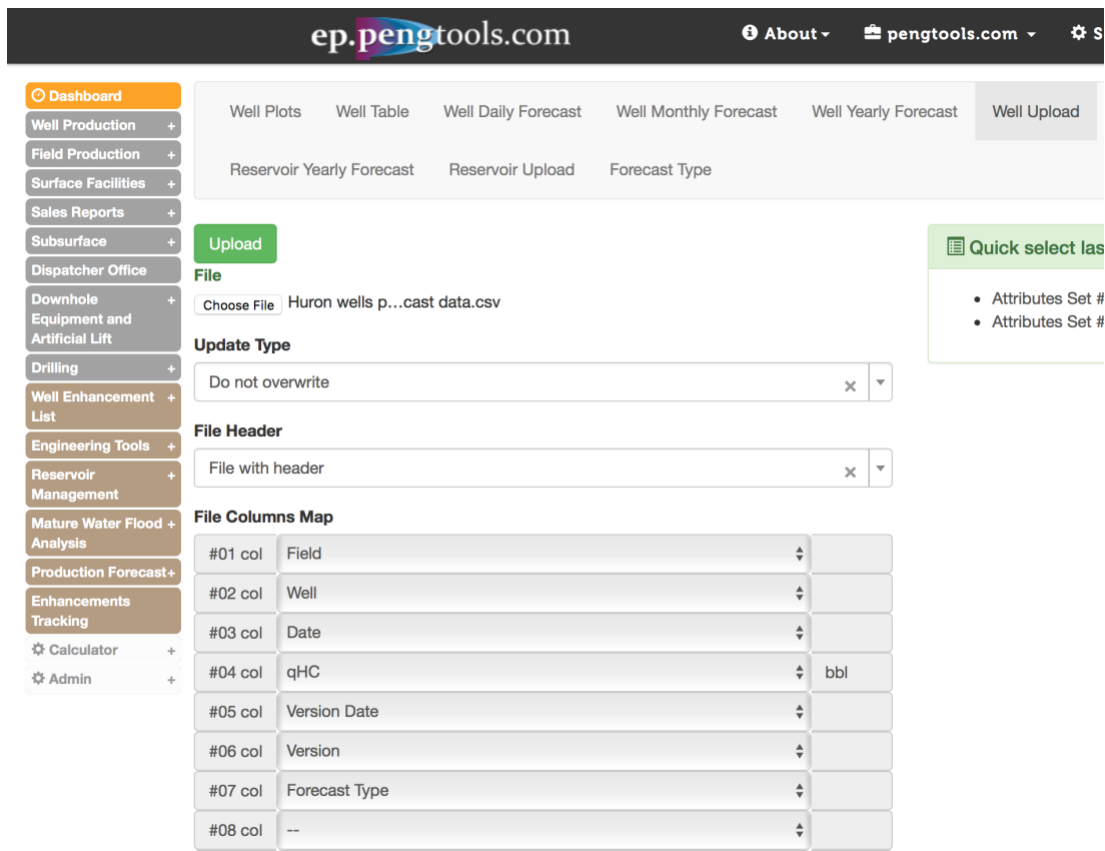 ep.pengtools.com
About
pengtools.com
S
Dashboard
Well Production +
Field Production +
Surface Facilities +
Sales Reports +
Subsurface +
Dispatcher Office
Downhole +
Equipment and
Artificial Lift
Drilling +
Well Enhancement +
List
Engineering Tools +
Reservoir +
Management
Mature Water Flood +
Analysis
Production Forecast+
Enhancements
Tracking
Calculator +
Admin +
Well Plots Well Table Well Daily Forecast Well Monthly Forecast Well Yearly Forecast Well Upload
Reservoir Yearly Forecast Reservoir Upload Forecast Type
Upload
File
Choose File Huron wells p...cast data.csv
Update Type
Do not overwrite ×
File Header
File with header ×
File Columns Map
#01 col Field
#02 col Well
#03 col Date
#04 col qHC bbl
#05 col Version Date
#06 col Version
#07 col Forecast Type
#08 col --
Quick select las
• Attributes Set #
• Attributes Set #